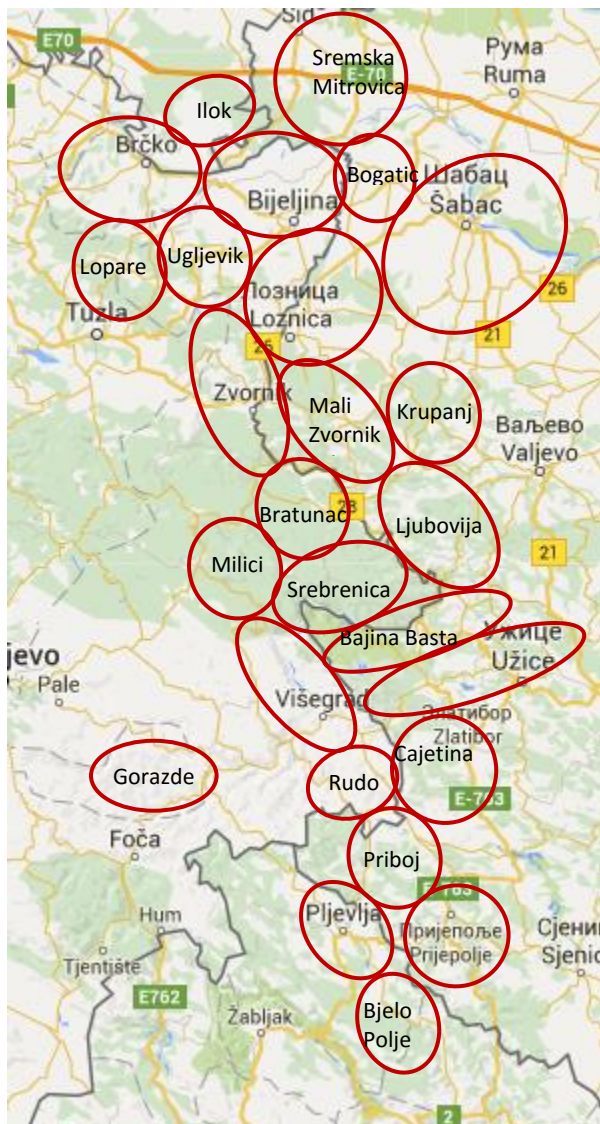 Šid
E70
Sremska
Mitrovica
E-70
Рума
Ruma
Ilok
Brčko
Bogatic
Шабац
Šabac
Bijeljina
Lopare
Ugljevik
26
Лозница
Loznica
Tuzla
21
26
Zvornik
Mali
Zvornik
Krupanj
Ваљево
Valjevo
Bratunac
Ljubovija
21
Milici
Srebrenica
Bajina Basta
Ужице
Užice
jevo
Pale
Višegrad
Златибор
Zlatibor
Cajetina
Gorazde
Rudo
E-763
Foča
Priboj
E-763
Hum
Pljevlja
Пријепоље
Prijepolje
Сјени
Sjenic
Tjentište
E762
Žabljak
Bjelo
Polje
2